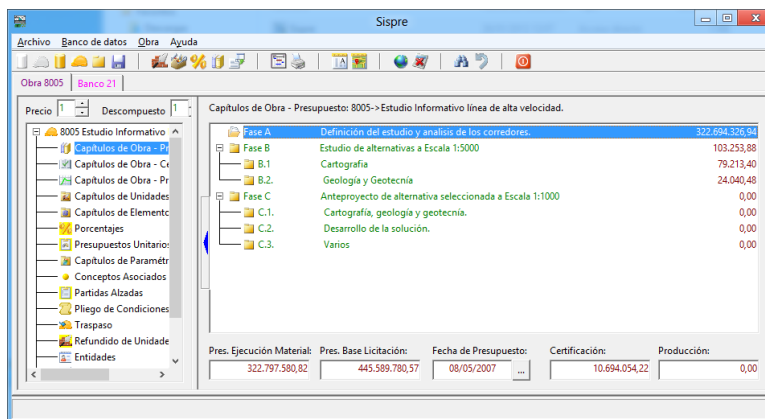 Sispre
Archivo Banco de datos Obra Ayuda
Obra 8005 Banco 21
Precio 1 Descompuesto 1
8005 Estudio Informativo
Capítulos de Obra - Pr
Capítulos de Obra - Ce
Capítulos de Obra - Pr
Capítulos de Unidades
Capítulos de Elemento
Porcentajes
Presupuestos Unitarios
Capítulos de Paramétr
Conceptos Asociados
Partidas Alzadas
Pliego de Condiciones
Traspaso
Refundido de Unidade
Entidades
Capítulos de Obra - Presupuesto: 8005->Estudio Informativo línea de alta velocidad.
Fase A Definición del estudio y analisis de los corredores. 322.694.326,94
Fase B Estudio de alternativas a Escala 1:5000 103.253,88
B.1 Cartografia 79.213,40
B.2. Geología y Geotecnía 24.040,48
Fase C Anteproyecto de alternativa seleccionada a Escala 1:1000 0,00
C.1. Cartografía, geología y geotecnía. 0,00
C.2. Desarrollo de la solución. 0,00
C.3. Varios 0,00
Pres. Ejecución Material: Pres. Base Licitación: Fecha de Presupuesto: Certificación: Producción:
322.797.580,82 445.589.780,57 08/05/2007 ... 10.694.054,22 0,00